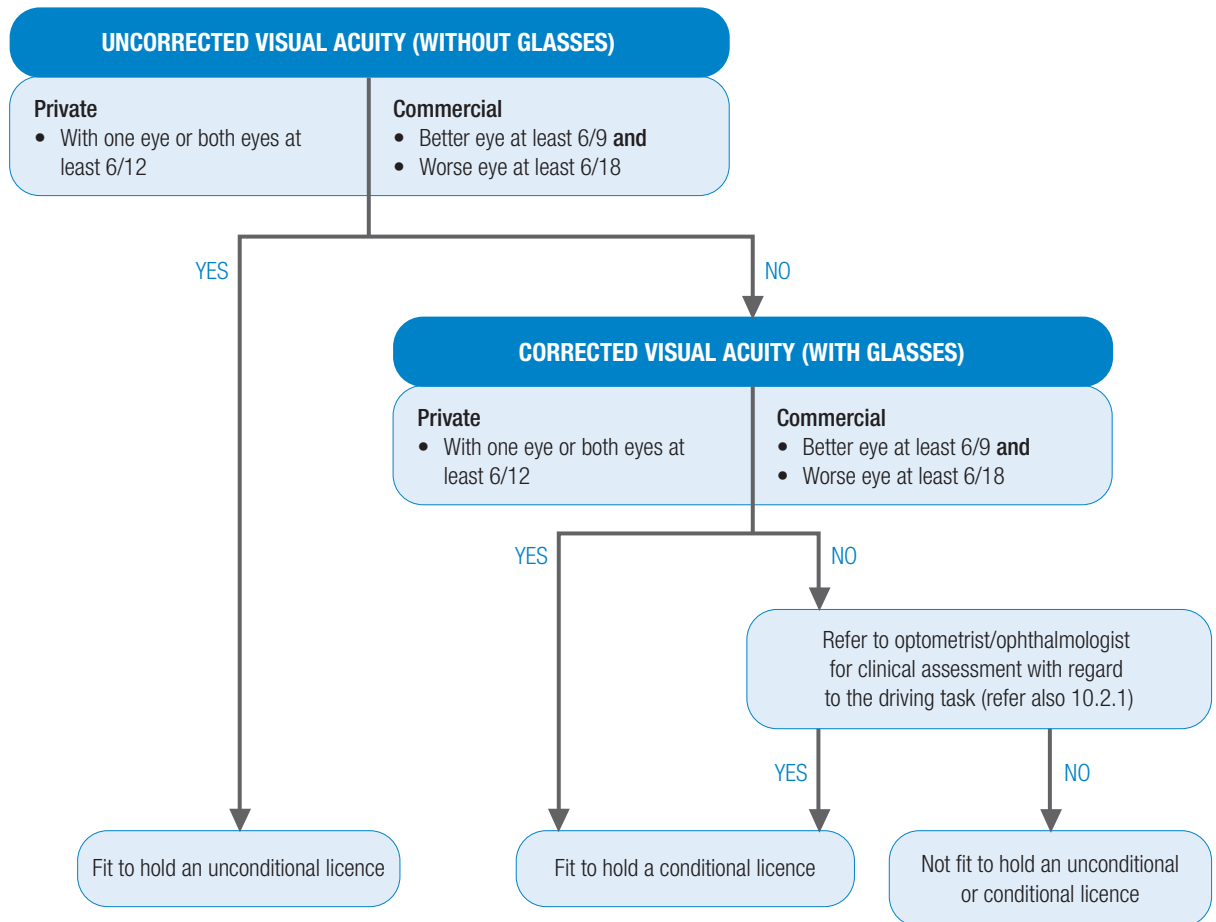 UNCORRECTED VISUAL ACUITY (WITHOUT GLASSES)
Private
• With one eye or both eyes at
least 6/12
Commercial
• Better eye at least 6/9 and
• Worse eye at least 6/18
YES
NO
CORRECTED VISUAL ACUITY (WITH GLASSES)
Private
• With one eye or both eyes at
least 6/12
Commercial
• Better eye at least 6/9 and
• Worse eye at least 6/18
YES
NO
Refer to optometrist/ophthalmologist
for clinical assessment with regard
to the driving task (refer also 10.2.1)
YES
NO
Fit to hold an unconditional licence
Fit to hold a conditional licence
Not fit to hold an unconditional
or conditional licence